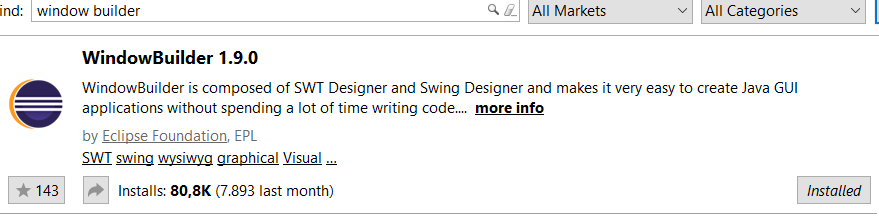 ind: window builder All Markets All Categories
WindowBuilder 1.9.0
WindowBuilder is composed of SWT Designer and Swing Designer and makes it very easy to create Java GUI
applications without spending a lot of time writing code.... more info
by Eclipse Foundation, EPL
SWT swing wysiwyg graphical Visual ...
143 Installs: 80,8K (7.893 last month) Installed